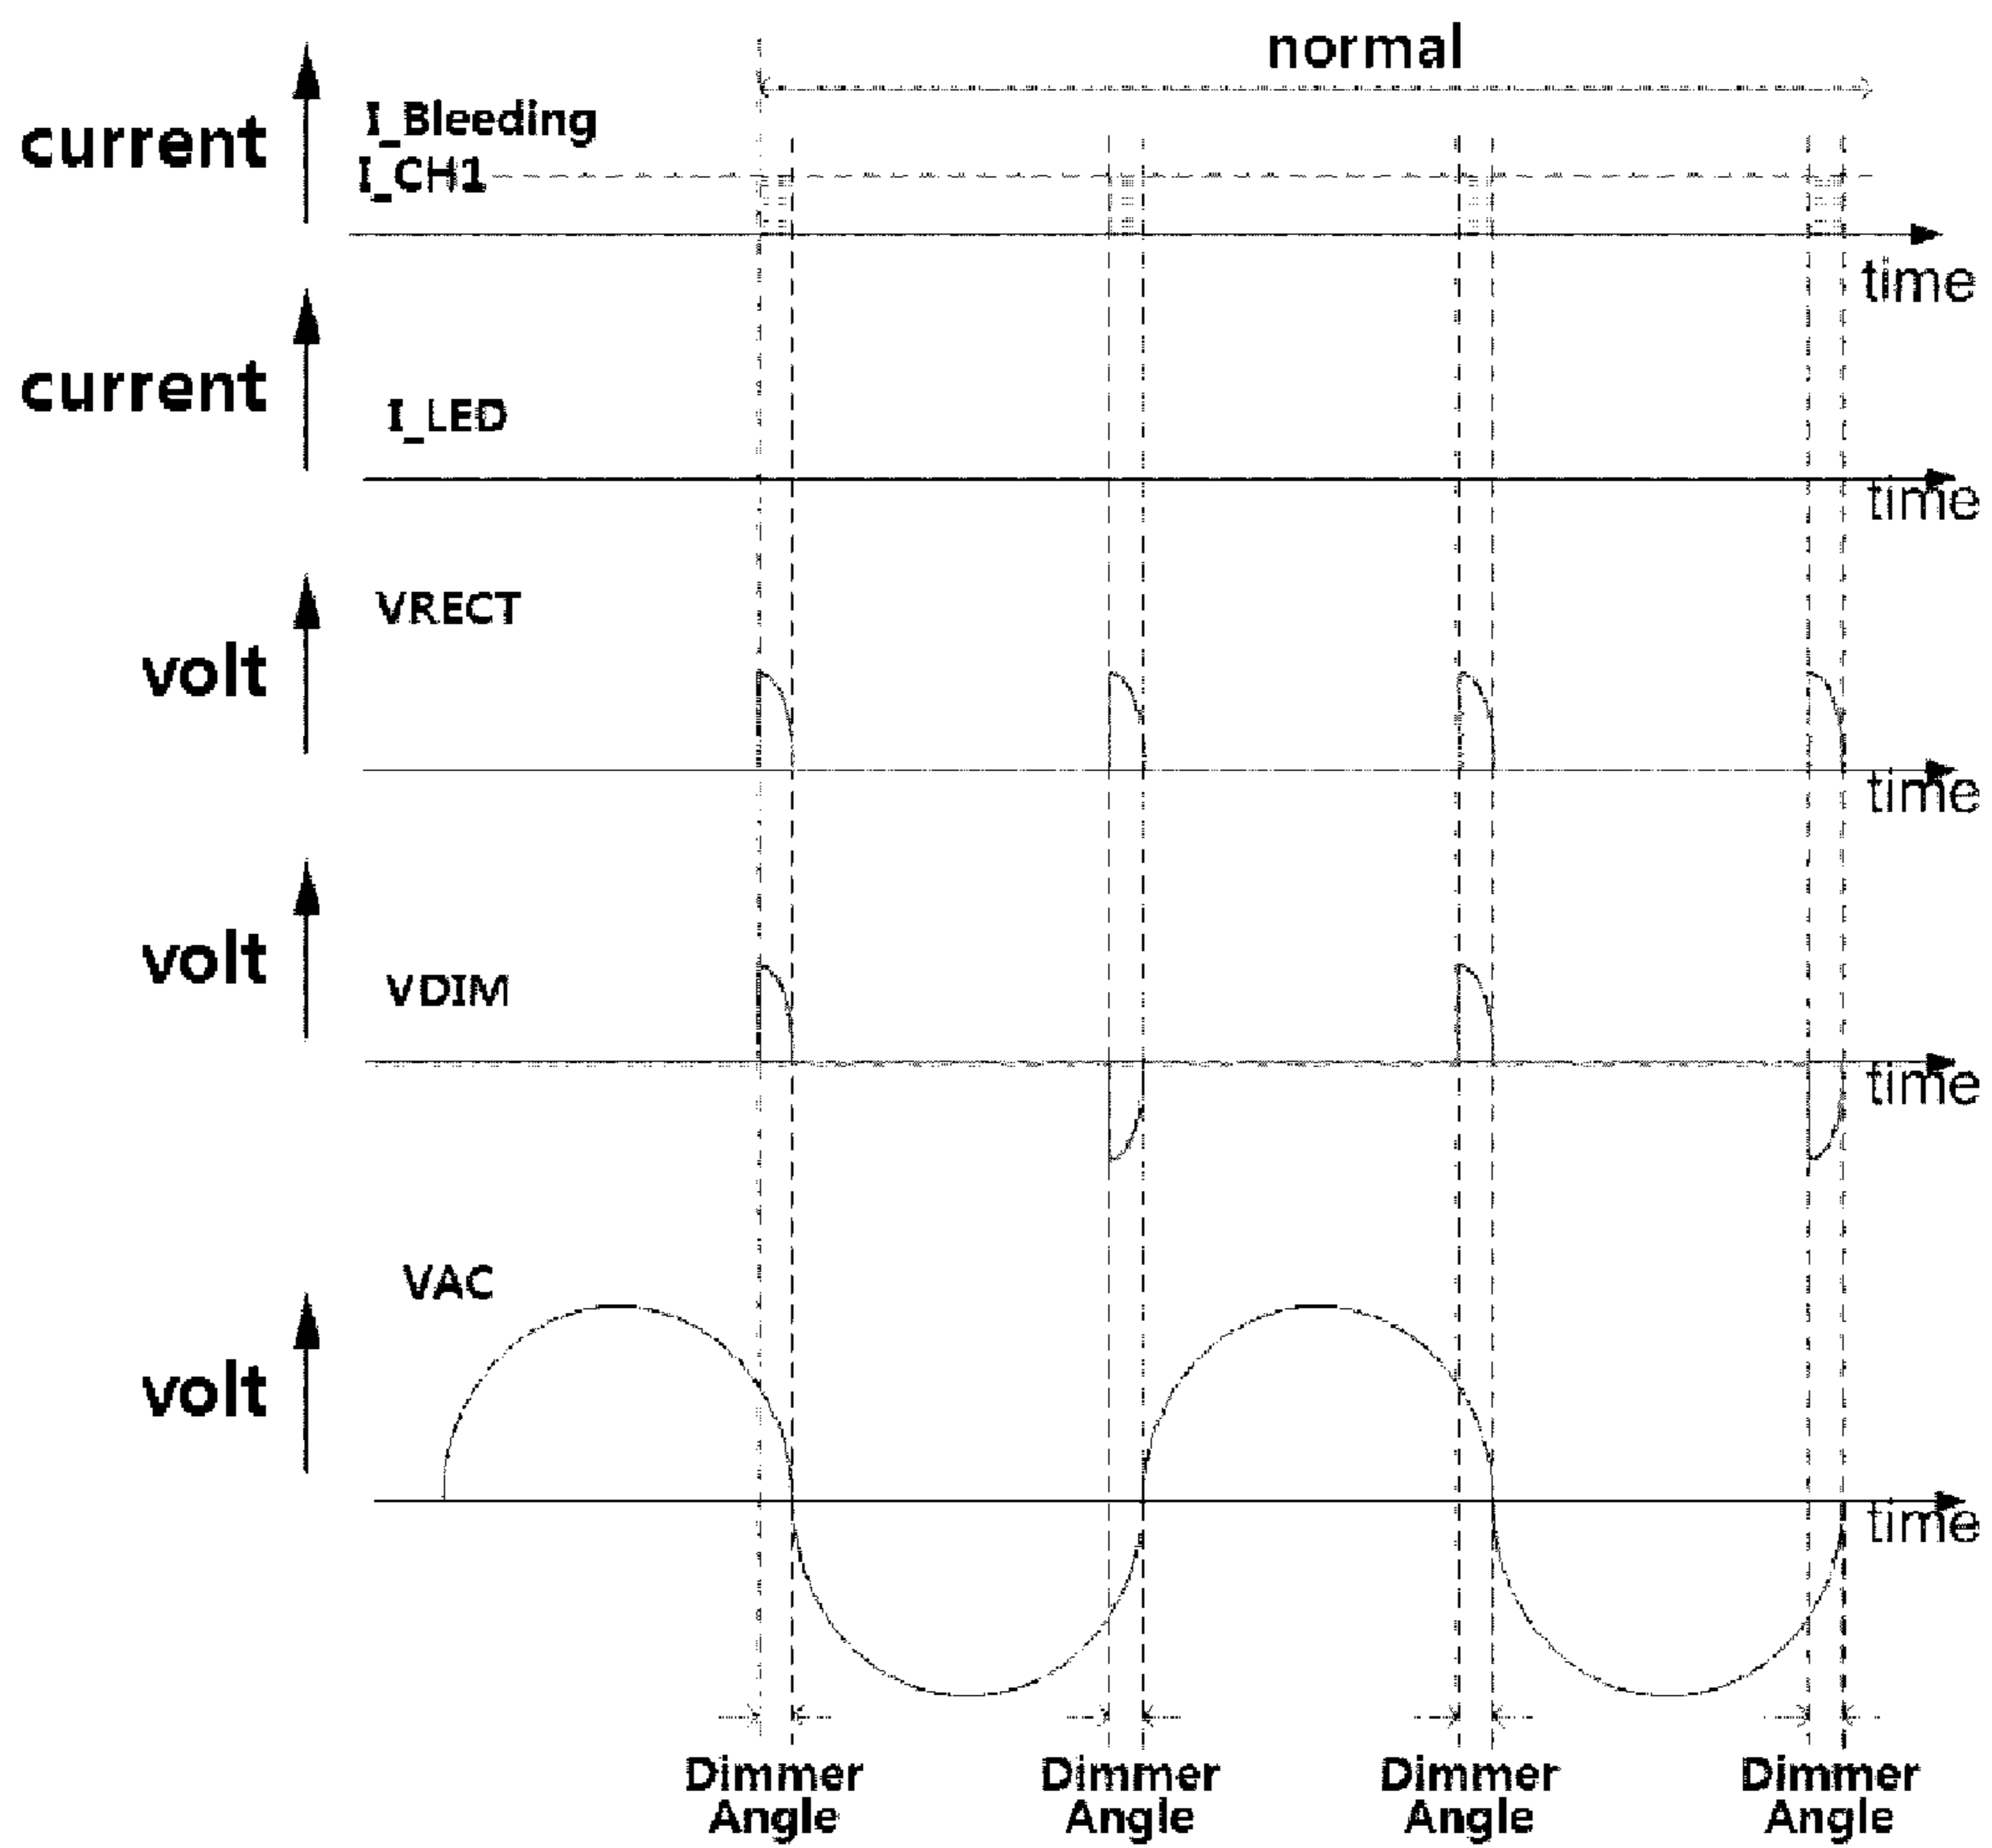 normal
I_Bleeding
current
I_CH1
time
current
I_LED
time
VRECT
volt
time
volt
VDIM
time
VAC
volt
time
Dimmer Dimmer Dimmer Dimmer
Angle Angle Angle Angle